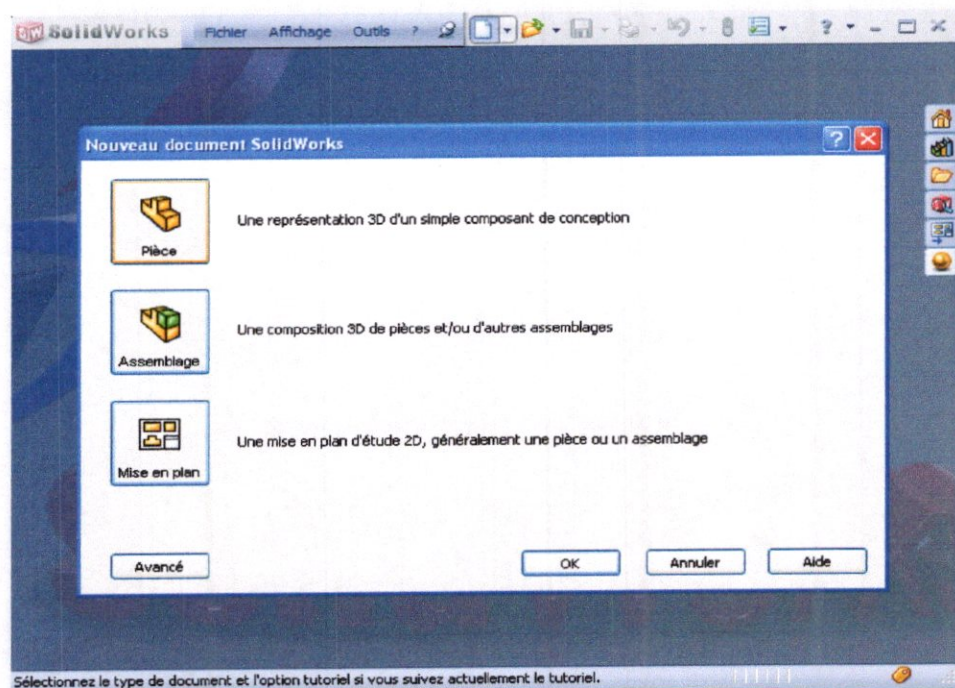 SolidWorks Fichier Affichage Outils ? ?
Nouveau document SolidWorks ?
Pièce
Une représentation 3D d'un simple composant de conception
Assemblage
Une composition 3D de pièces et/ou d'autres assemblages
Mise en plan
Une mise en plan d'étude 2D, généralement une pièce ou un assemblage
Avancé OK Annuler Aide
Sélectionnez le type de document et l'option tutoriel si vous suivez actuellement le tutoriel.